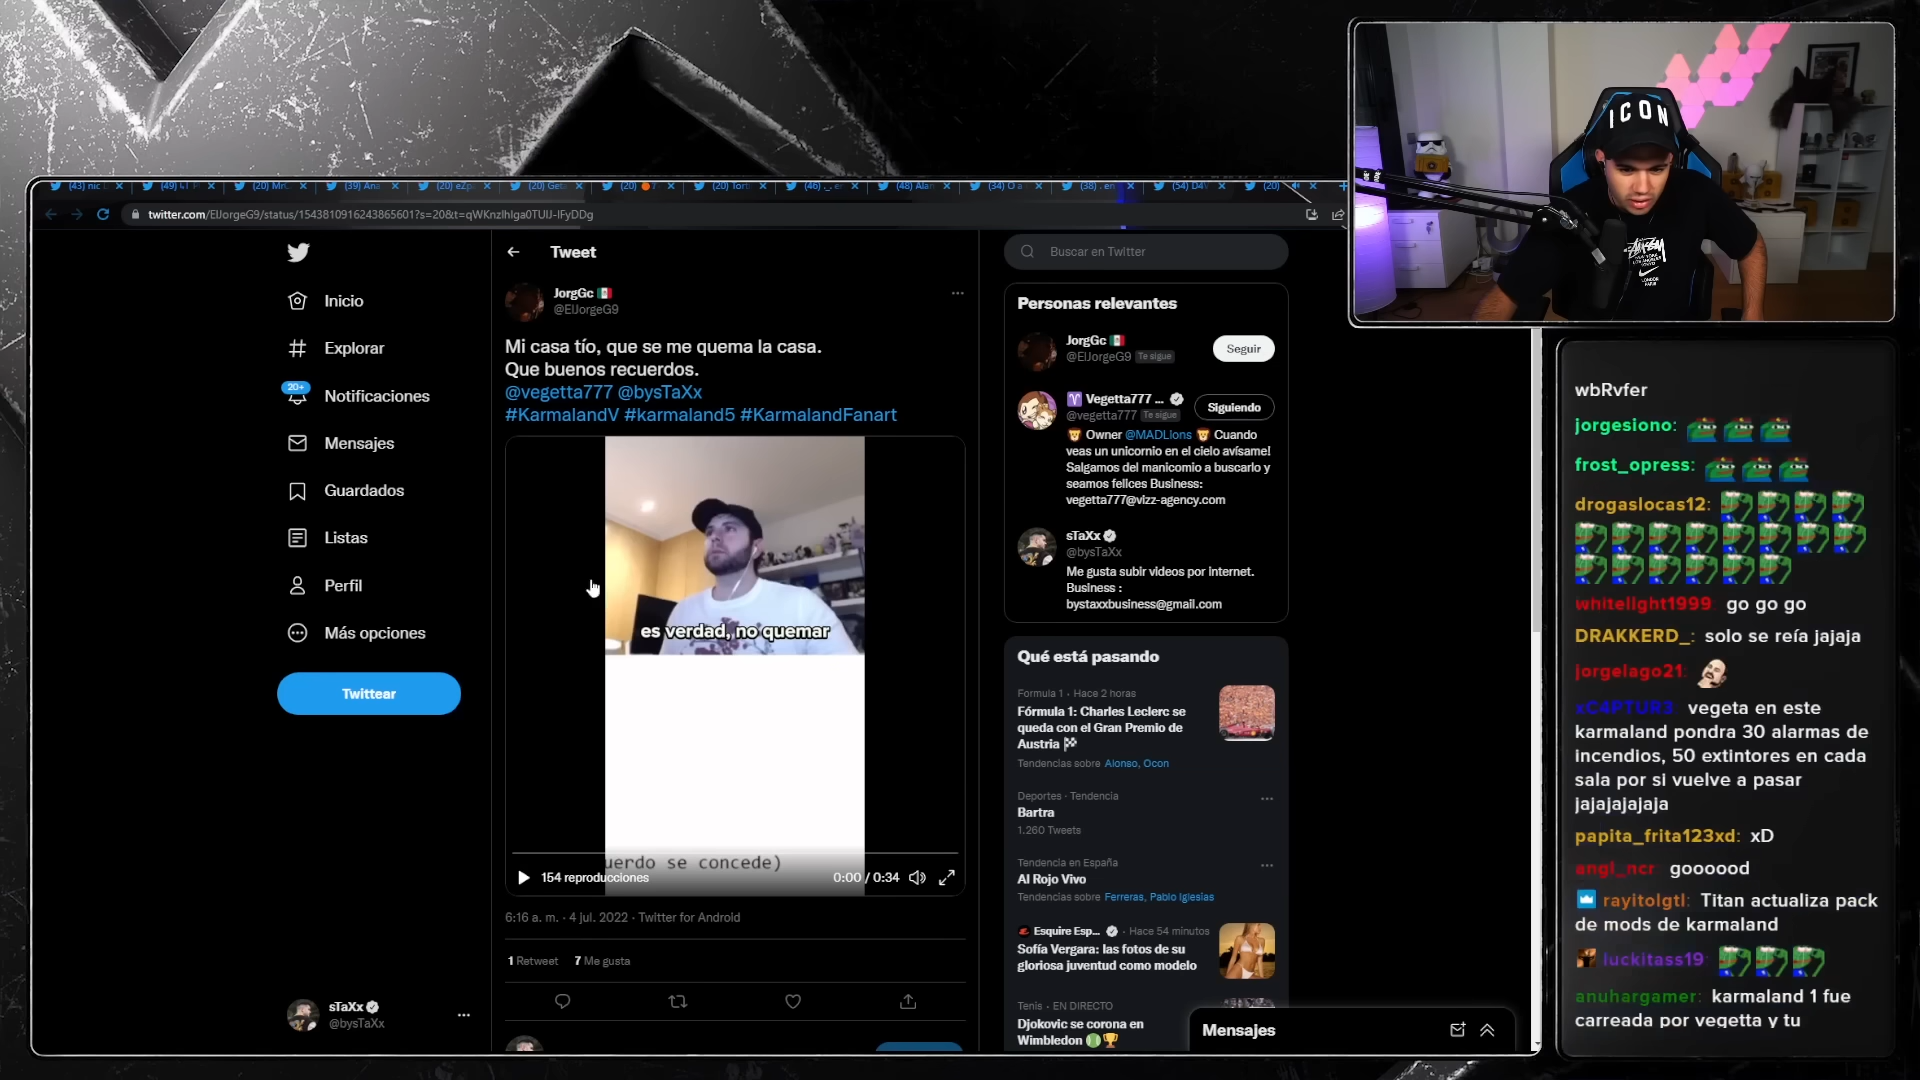 twitter.com/ElJorgeG9/status/1543810916243865601?s=20&t=qWKnzlhIga0TUlJ-lFyDDg
Inicio
Explorar
20+
Notificaciones
Mensajes
Guardados
Listas
Perfil
Más opciones
Twittear
sTaXx
@bysTaXx
Tweet
JorgGc
@ElJorgeG9
Mi casa tío, que se me quema la casa.
Que buenos recuerdos.
@vegetta777 @bysTaXx
#KarmalandV #karmaland5 #KarmalandFanart
es verdad, no quemar
uerdo se concede)
154 reproducciones
0:00 / 0:34
6:16 a. m. · 4 jul. 2022 · Twitter for Android
1 Retweet 7 Me gusta
Buscar en Twitter
Personas relevantes
JorgGc
@ElJorgeG9 Te sigue
Seguir
Vegetta777 ...
@vegetta777 Te sigue
Siguiendo
Owner @MADLions Cuando
veas un unicornio en el cielo avísame!
Salgamos del manicomio a buscarlo y
seamos felices Business:
vegetta777@vizz-agency.com
sTaXx
@bysTaXx
Me gusta subir videos por internet.
Business :
bystaxxbusiness@gmail.com
Qué está pasando
Formula 1 · Hace 2 horas
Fórmula 1: Charles Leclerc se
queda con el Gran Premio de
Austria
Tendencias sobre Alonso, Ocon
Deportes · Tendencia
Bartra
1.260 Tweets
Tendencia en España
Al Rojo Vivo
Tendencias sobre Ferreras, Pablo Iglesias
Esquire Esp... · Hace 54 minutos
Sofía Vergara: las fotos de su
gloriosa juventud como modelo
Tenis · EN DIRECTO
Djokovic se corona en
Wimbledon
Mensajes
ICON
STUSSY
wbRvfer
jorgesiono:
frost_opress:
drogaslocas12:
whitelight1999 go go go
DRAKKERD_: solo se reía jajaja
jorgelago21:
xC4PTUR3: vegeta en este
karmaland pondra 30 alarmas de
incendios, 50 extintores en cada
sala por si vuelve a pasar
jajajajajaja
papita_frita123xd: xD
angl_ncr goooood
rayitolgtl: Titan actualiza pack
de mods de karmaland
luckitass19
anuhargamer: karmaland 1 fue
carreada por vegetta y tu